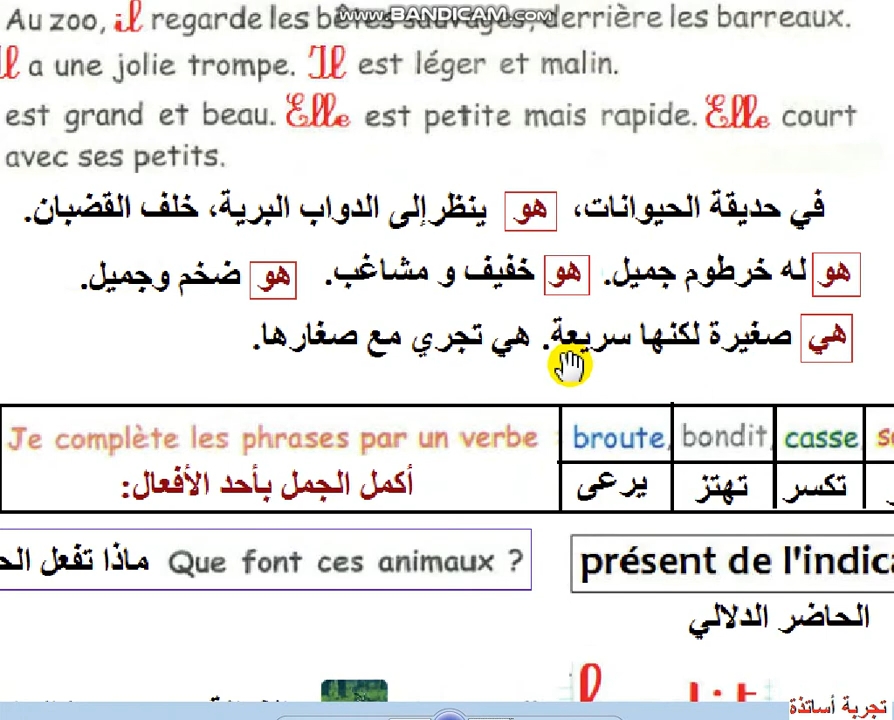 Au zoo, il regarde les bêtes sauvages, derrière les barreaux.
www.BANDICAM.com
Il a une jolie trompe. Il est léger et malin.
est grand et beau. Elle est petite mais rapide. Elle court
avec ses petits.
في حديقة الحيوانات، هو ينظر إلى الدواب البرية، خلف القضبان.
هو له خرطوم جميل. هو خفيف و مشاغب. هو ضخم وجميل.
هي صغيرة لكنها سريعة. هي تجري مع صغارها.
Je complète les phrases par un verbe : broute, bondit, casse
أكمل الجمل بأحد الأفعال: يرعى تهتز تكسر
Que font ces animaux ? ماذا تفعل
présent de l'indica
الحاضر الدلالي
تجربة أساتذة